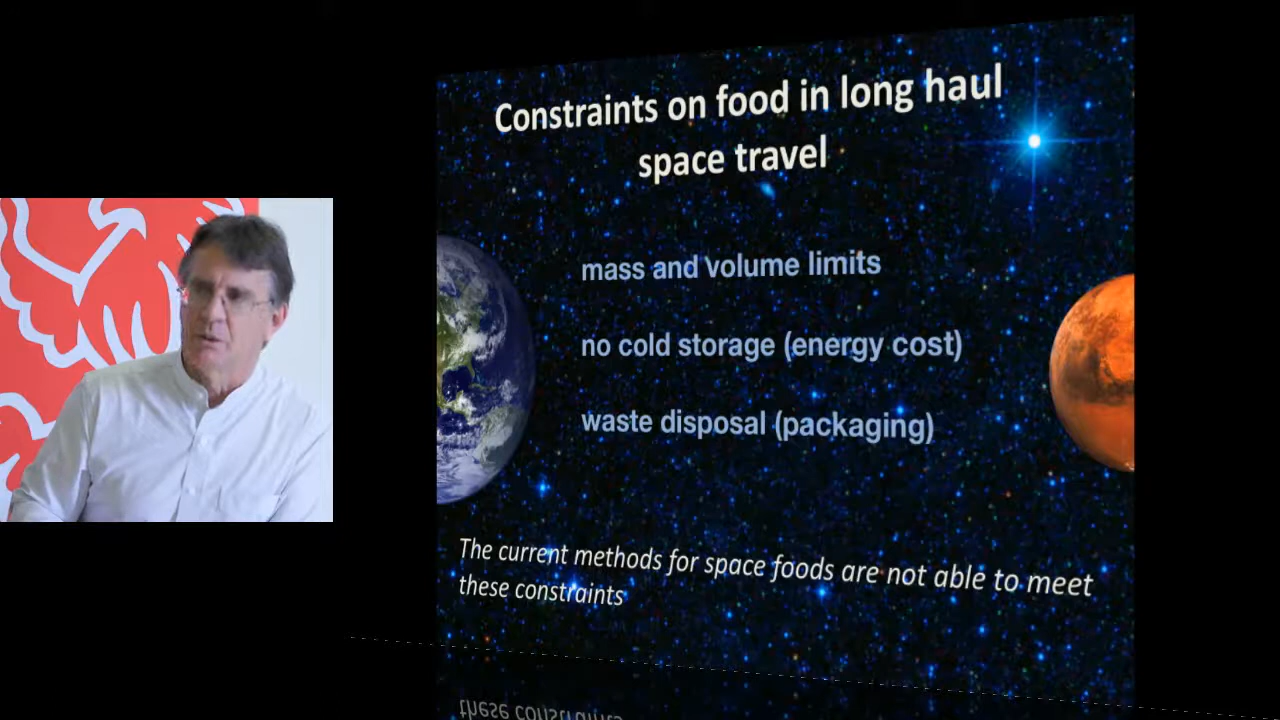 Constraints on food in long haul
space travel
mass and volume limits
no cold storage (energy cost)
waste disposal (packaging)
The current methods for space foods are not able to meet
these constraints